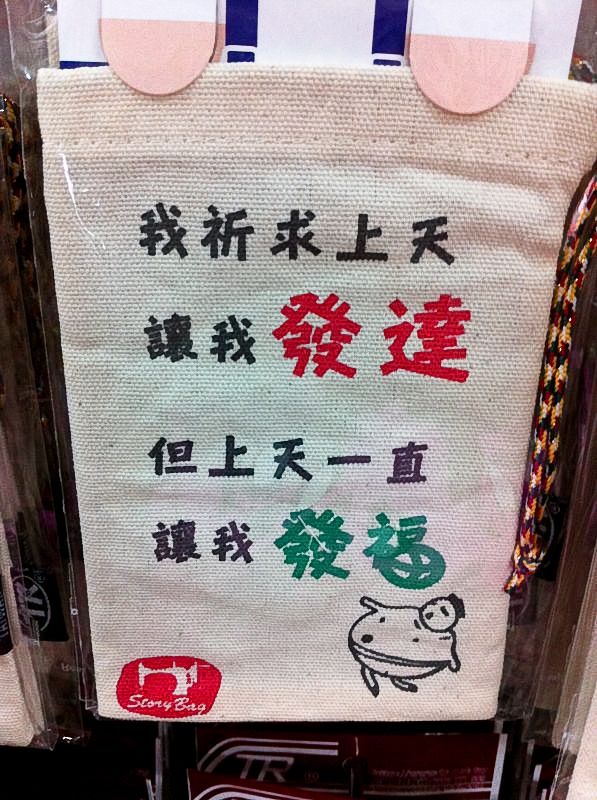 我祈求上天
讓我發達
但上天一直
讓我發福
Story Bag
TR®